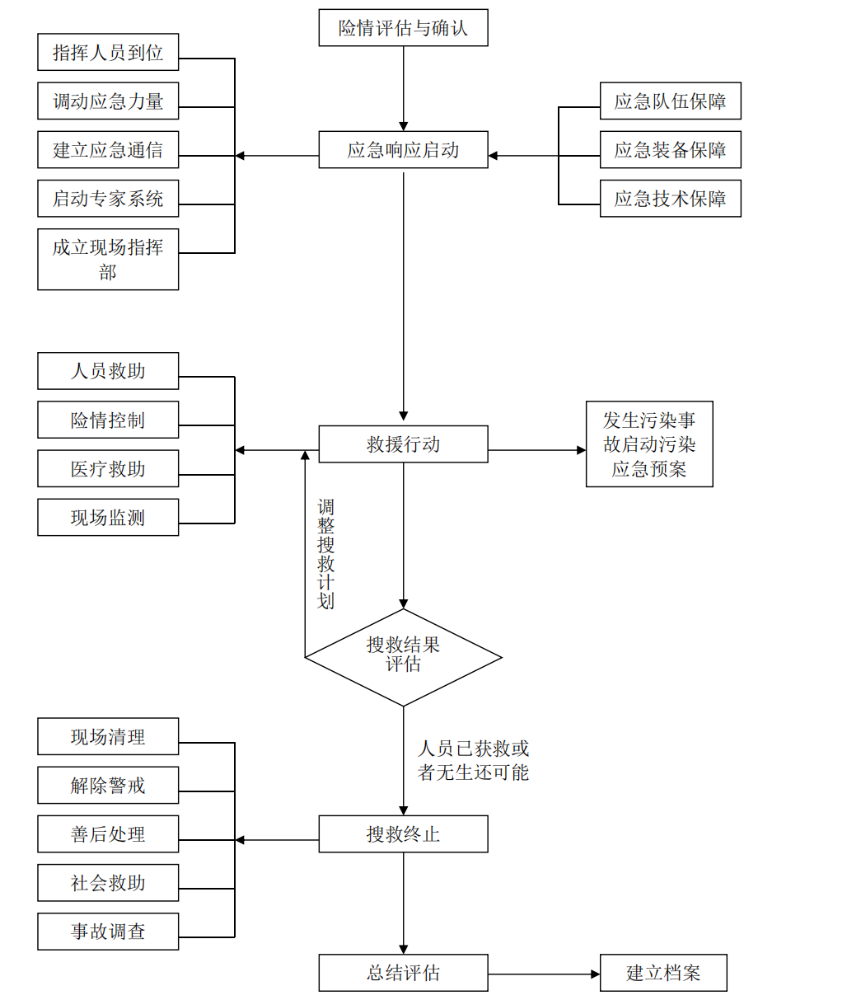 险情评估与确认
指挥人员到位
调动应急力量
建立应急通信
启动专家系统
成立现场指挥
部
应急响应启动
应急队伍保障
应急装备保障
应急技术保障
人员救助
险情控制
医疗救助
现场监测
救援行动
发生污染事
故启动污染
应急预案
调整搜救计划
搜救结果
评估
人员已获救或
者无生还可能
现场清理
解除警戒
善后处理
社会救助
事故调查
搜救终止
总结评估
建立档案